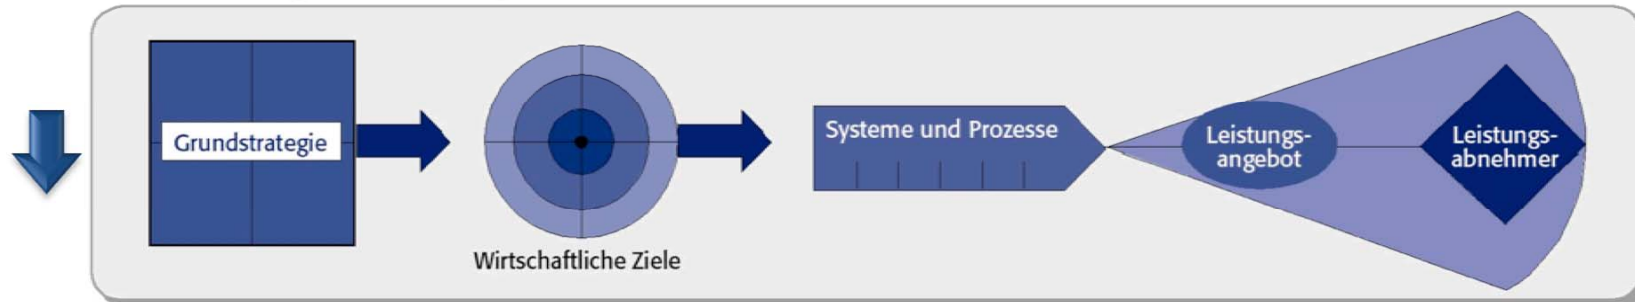 Grundstrategie
Wirtschaftliche Ziele
Systeme und Prozesse
Leistungs-
angebot
Leistungs-
abnehmer